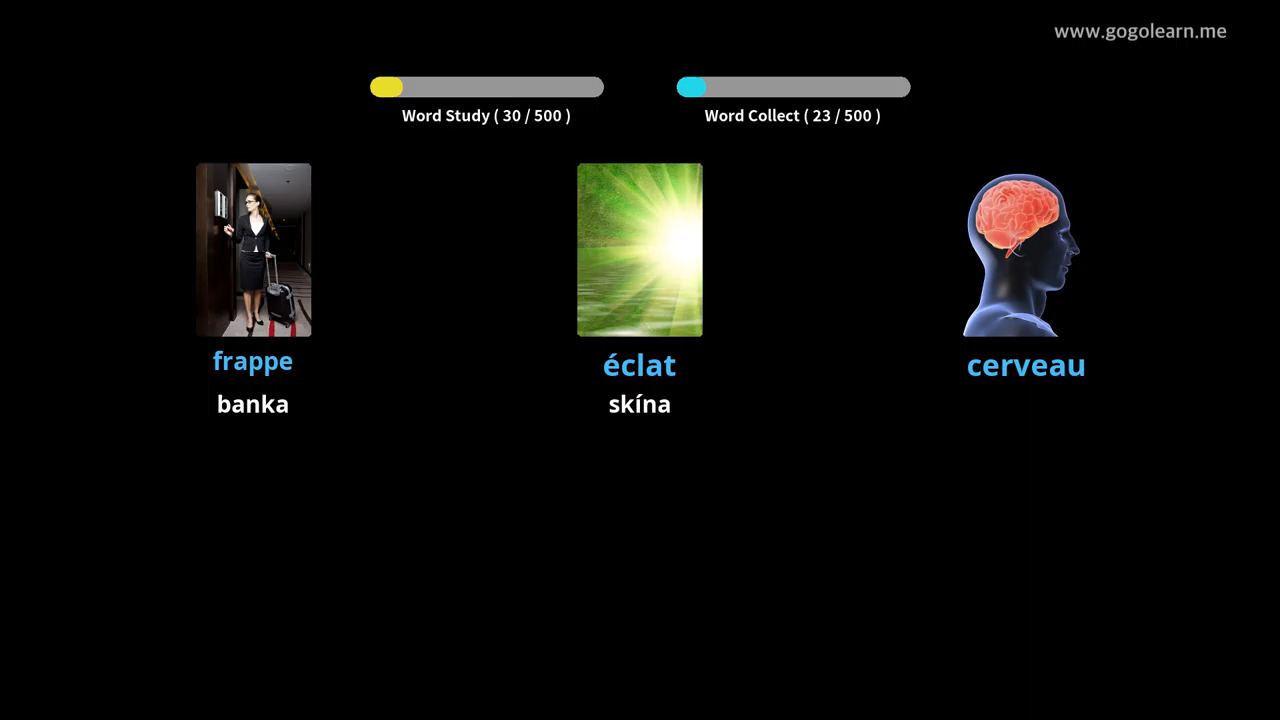 www.gogolearn.me
Word Study ( 30 / 500 )
Word Collect ( 23 / 500 )
frappe
éclat
cerveau
banka
skína